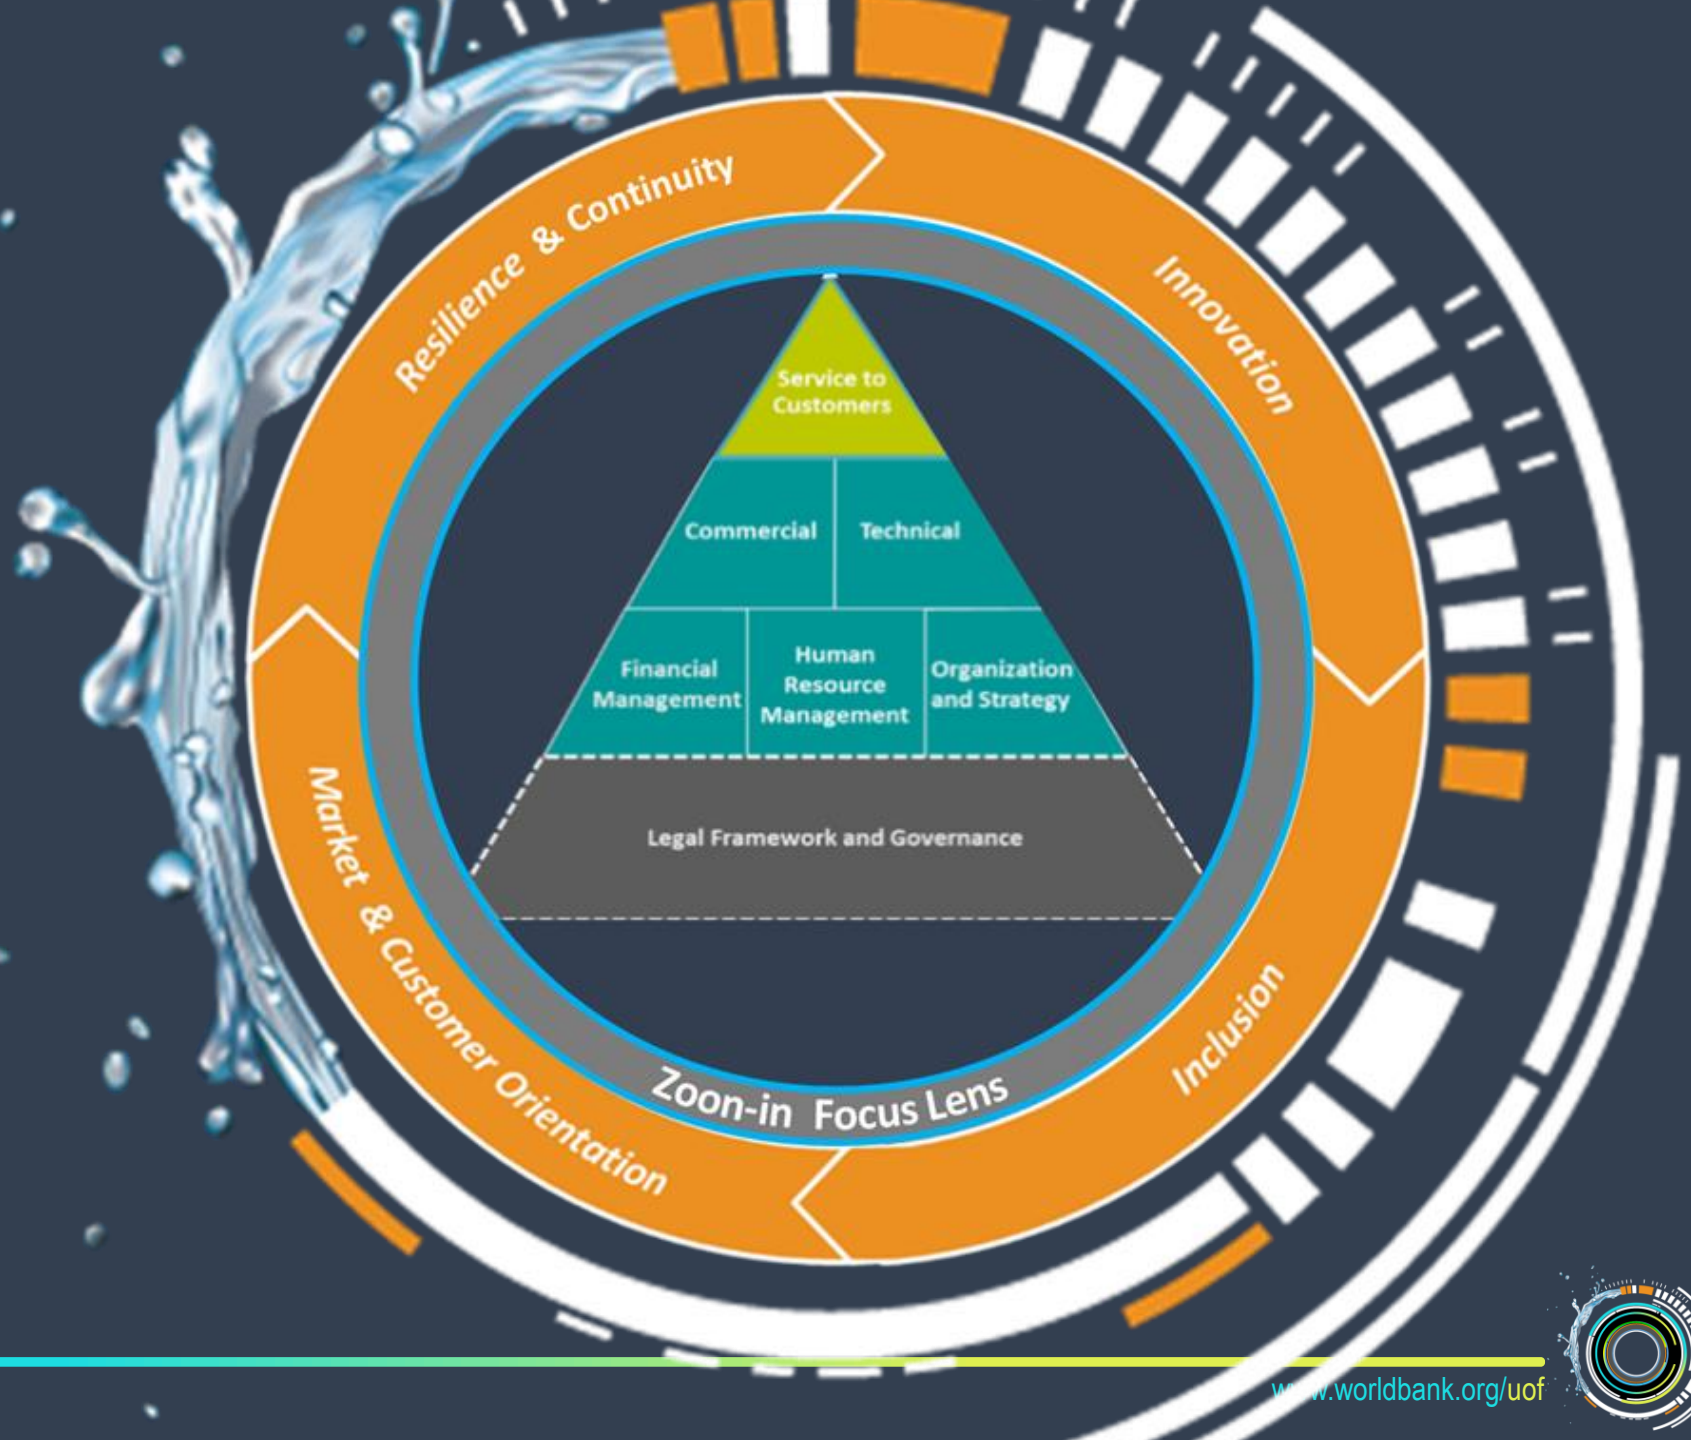 Resilience & Continuity
Innovation
Inclusion
Market & Customer Orientation
Zoon-in Focus Lens
Service to
Customers
Commercial
Technical
Financial
Management
Human
Resource
Management
Organization
and Strategy
Legal Framework and Governance
www.worldbank.org/uof